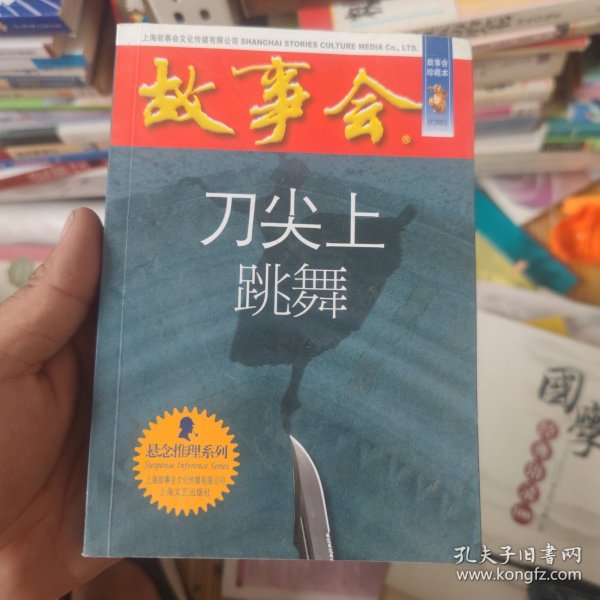 上海故事会文化传媒有限公司 SHANGHAI STORIES CULTURE MEDIA Co., LTD.
故事会
珍藏本
STORIES
故事会®
刀尖上
跳舞
悬念推理系列
Suspense Inference Series
上海故事会文化传媒有限公司
上海文艺出版社
國學
孔夫子旧书网
www.kongfz.com